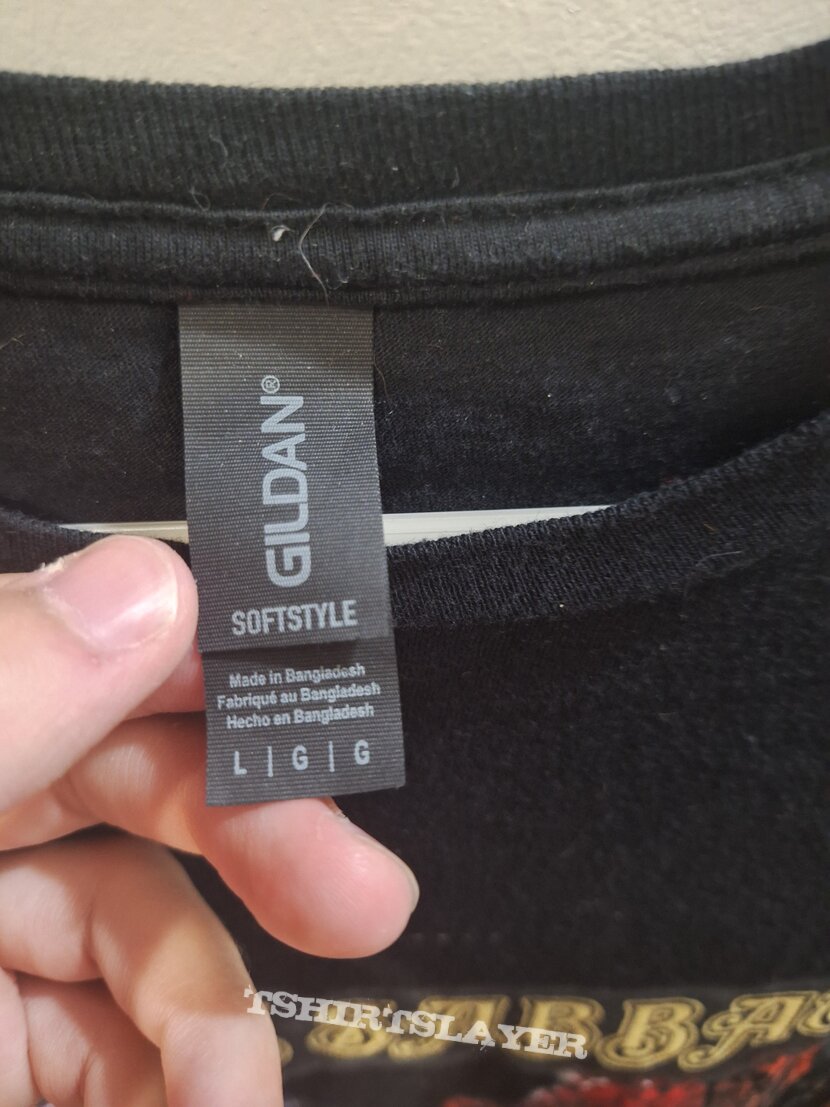 GILDAN®
SOFTSTYLE
Made in Bangladesh
Fabriqué au Bangladesh
Hecho en Bangladesh
L | G | G
TSHIRTSLAYER